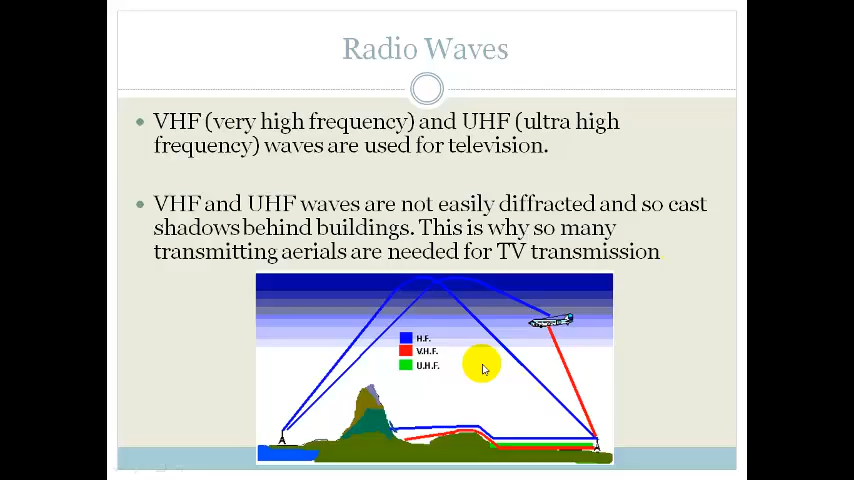 Radio Waves
VHF (very high frequency) and UHF (ultra high
frequency) waves are used for television.
VHF and UHF waves are not easily diffracted and so cast
shadows behind buildings. This is why so many
transmitting aerials are needed for TV transmission
H.F.
V.H.F.
U.H.F.